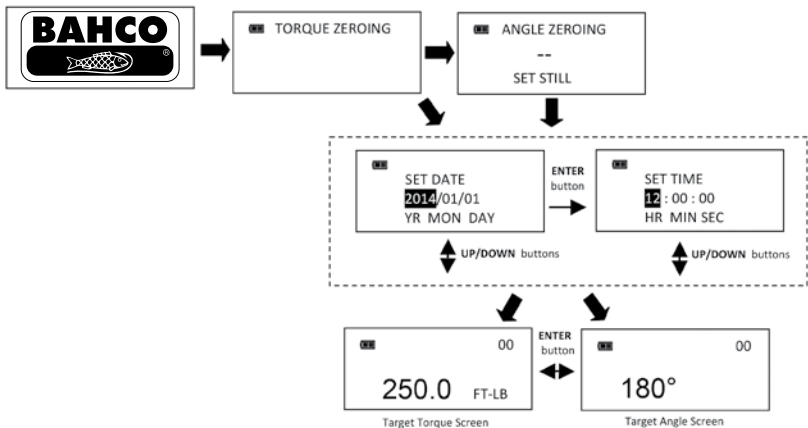 BAHCO
®
TORQUE ZEROING
ANGLE ZEROING
--
SET STILL
SET DATE
2014/01/01
YR MON DAY
ENTER
button
SET TIME
12 : 00 : 00
HR MIN SEC
UP/DOWN buttons
UP/DOWN buttons
00
250.0 FT-LB
Target Torque Screen
ENTER
button
00
180°
Target Angle Screen